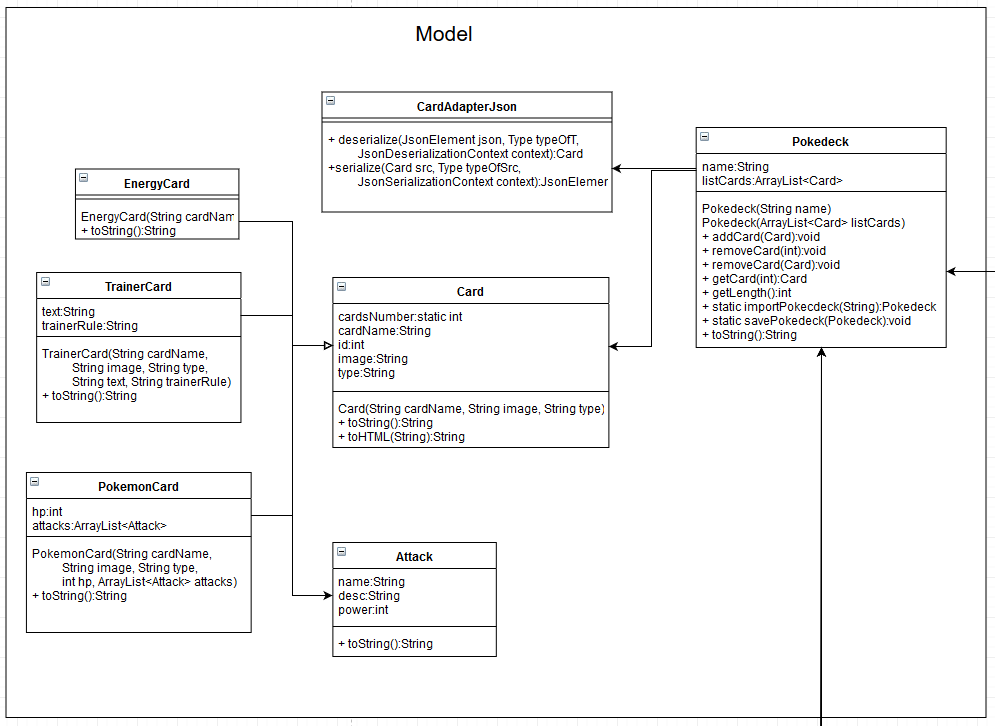 Model
CardAdapterJson
+ deserialize(JsonElement json, Type typeOfT,
JsonDeserializationContext context):Card
+serialize(Card src, Type typeOfSrc,
JsonSerializationContext context):JsonElemer
Pokedeck
name:String
listCards:ArrayList<Card>
Pokedeck(String name)
Pokedeck(ArrayList<Card> listCards)
+ addCard(Card):void
+ removeCard(int):void
+ removeCard(Card):void
+ getCard(int):Card
+ getLength():int
+ static importPokecdeck(String):Pokedeck
+ static savePokedeck(Pokedeck):void
+ toString():String
EnergyCard
EnergyCard(String cardNam
+ toString():String
TrainerCard
text:String
trainerRule:String
TrainerCard(String cardName,
String image, String type,
String text, String trainerRule)
+ toString():String
Card
cardsNumber:static int
cardName:String
id:int
image:String
type:String
Card(String cardName, String image, String type)
+ toString():String
+ toHTML(String):String
PokemonCard
hp:int
attacks:ArrayList<Attack>
PokemonCard(String cardName,
String image, String type,
int hp, ArrayList<Attack> attacks)
+ toString():String
Attack
name:String
desc:String
power:int
+ toString():String